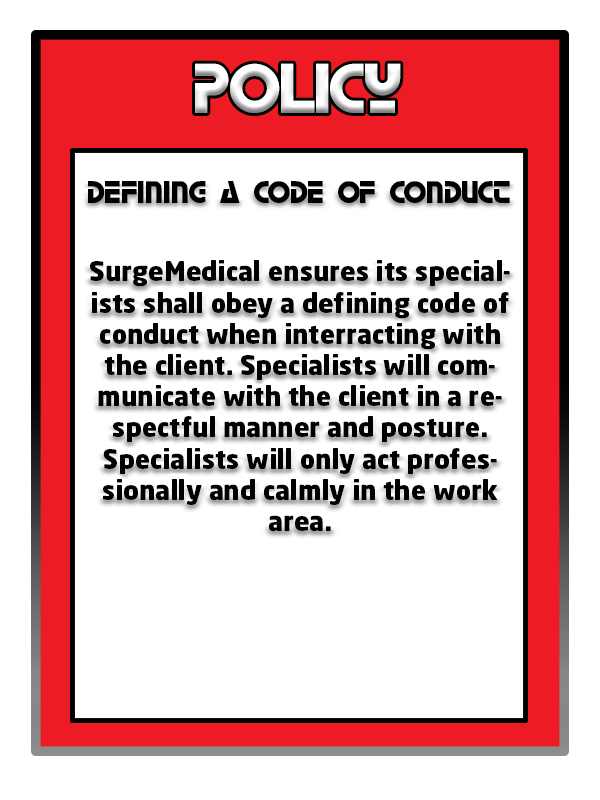 POLICY
DEFINING A CODE OF CONDUCT
SurgeMedical ensures its special-
ists shall obey a defining code of
conduct when interracting with
the client. Specialists will com-
municate with the client in a re-
spectful manner and posture.
Specialists will only act profes-
sionally and calmly in the work
area.